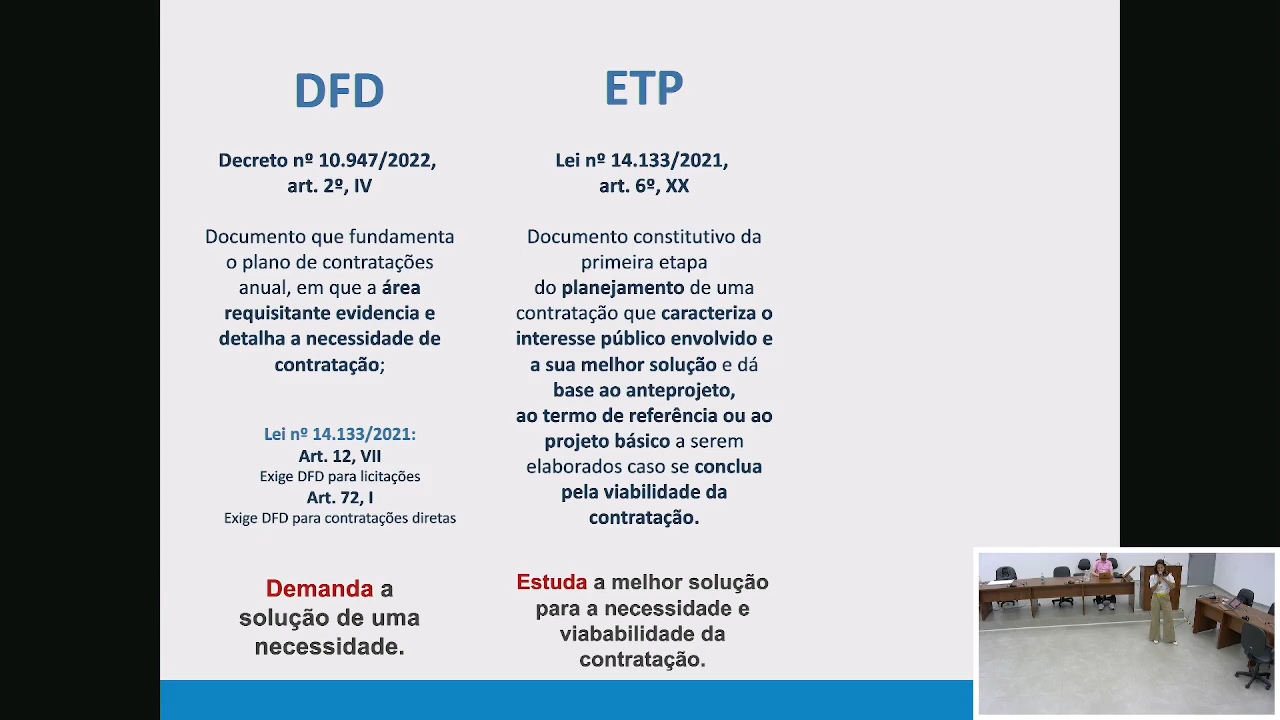 DFD
Decreto nº 10.947/2022,
art. 2º, IV
Documento que fundamenta
o plano de contratações
anual, em que a área
requisitante evidencia e
detalha a necessidade de
contratação;
Lei nº 14.133/2021:
Art. 12, VII
Exige DFD para licitações
Art. 72, I
Exige DFD para contratações diretas
Demanda a
solução de uma
necessidade.
ETP
Lei nº 14.133/2021,
art. 6º, XX
Documento constitutivo da
primeira etapa
do planejamento de uma
contratação que caracteriza o
interesse público envolvido e
a sua melhor solução e dá
base ao anteprojeto,
ao termo de referência ou ao
projeto básico a serem
elaborados caso se conclua
pela viabilidade da
contratação.
Estuda a melhor solução
para a necessidade e
viababilidade da
contratação.